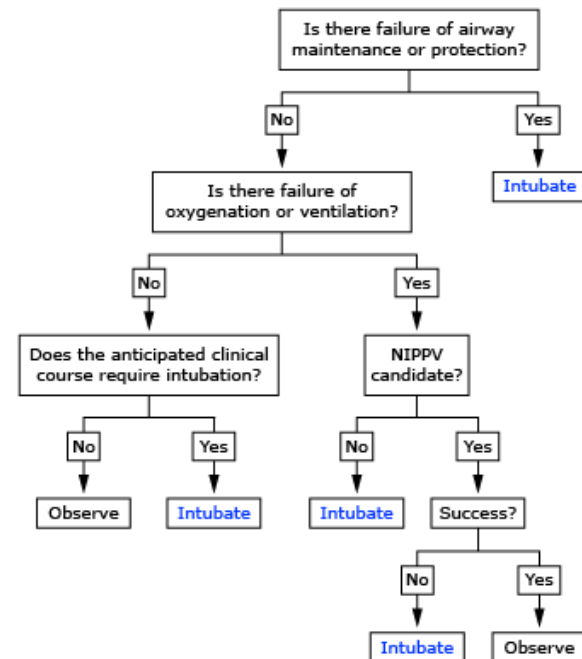 Is there failure of airway
maintenance or protection?
No
Yes
Is there failure of
oxygenation or ventilation?
Intubate
No
Yes
Does the anticipated clinical
course require intubation?
NIPPV
candidate?
No
Yes
No
Yes
Observe
Intubate
Intubate
Success?
No
Yes
Intubate
Observe